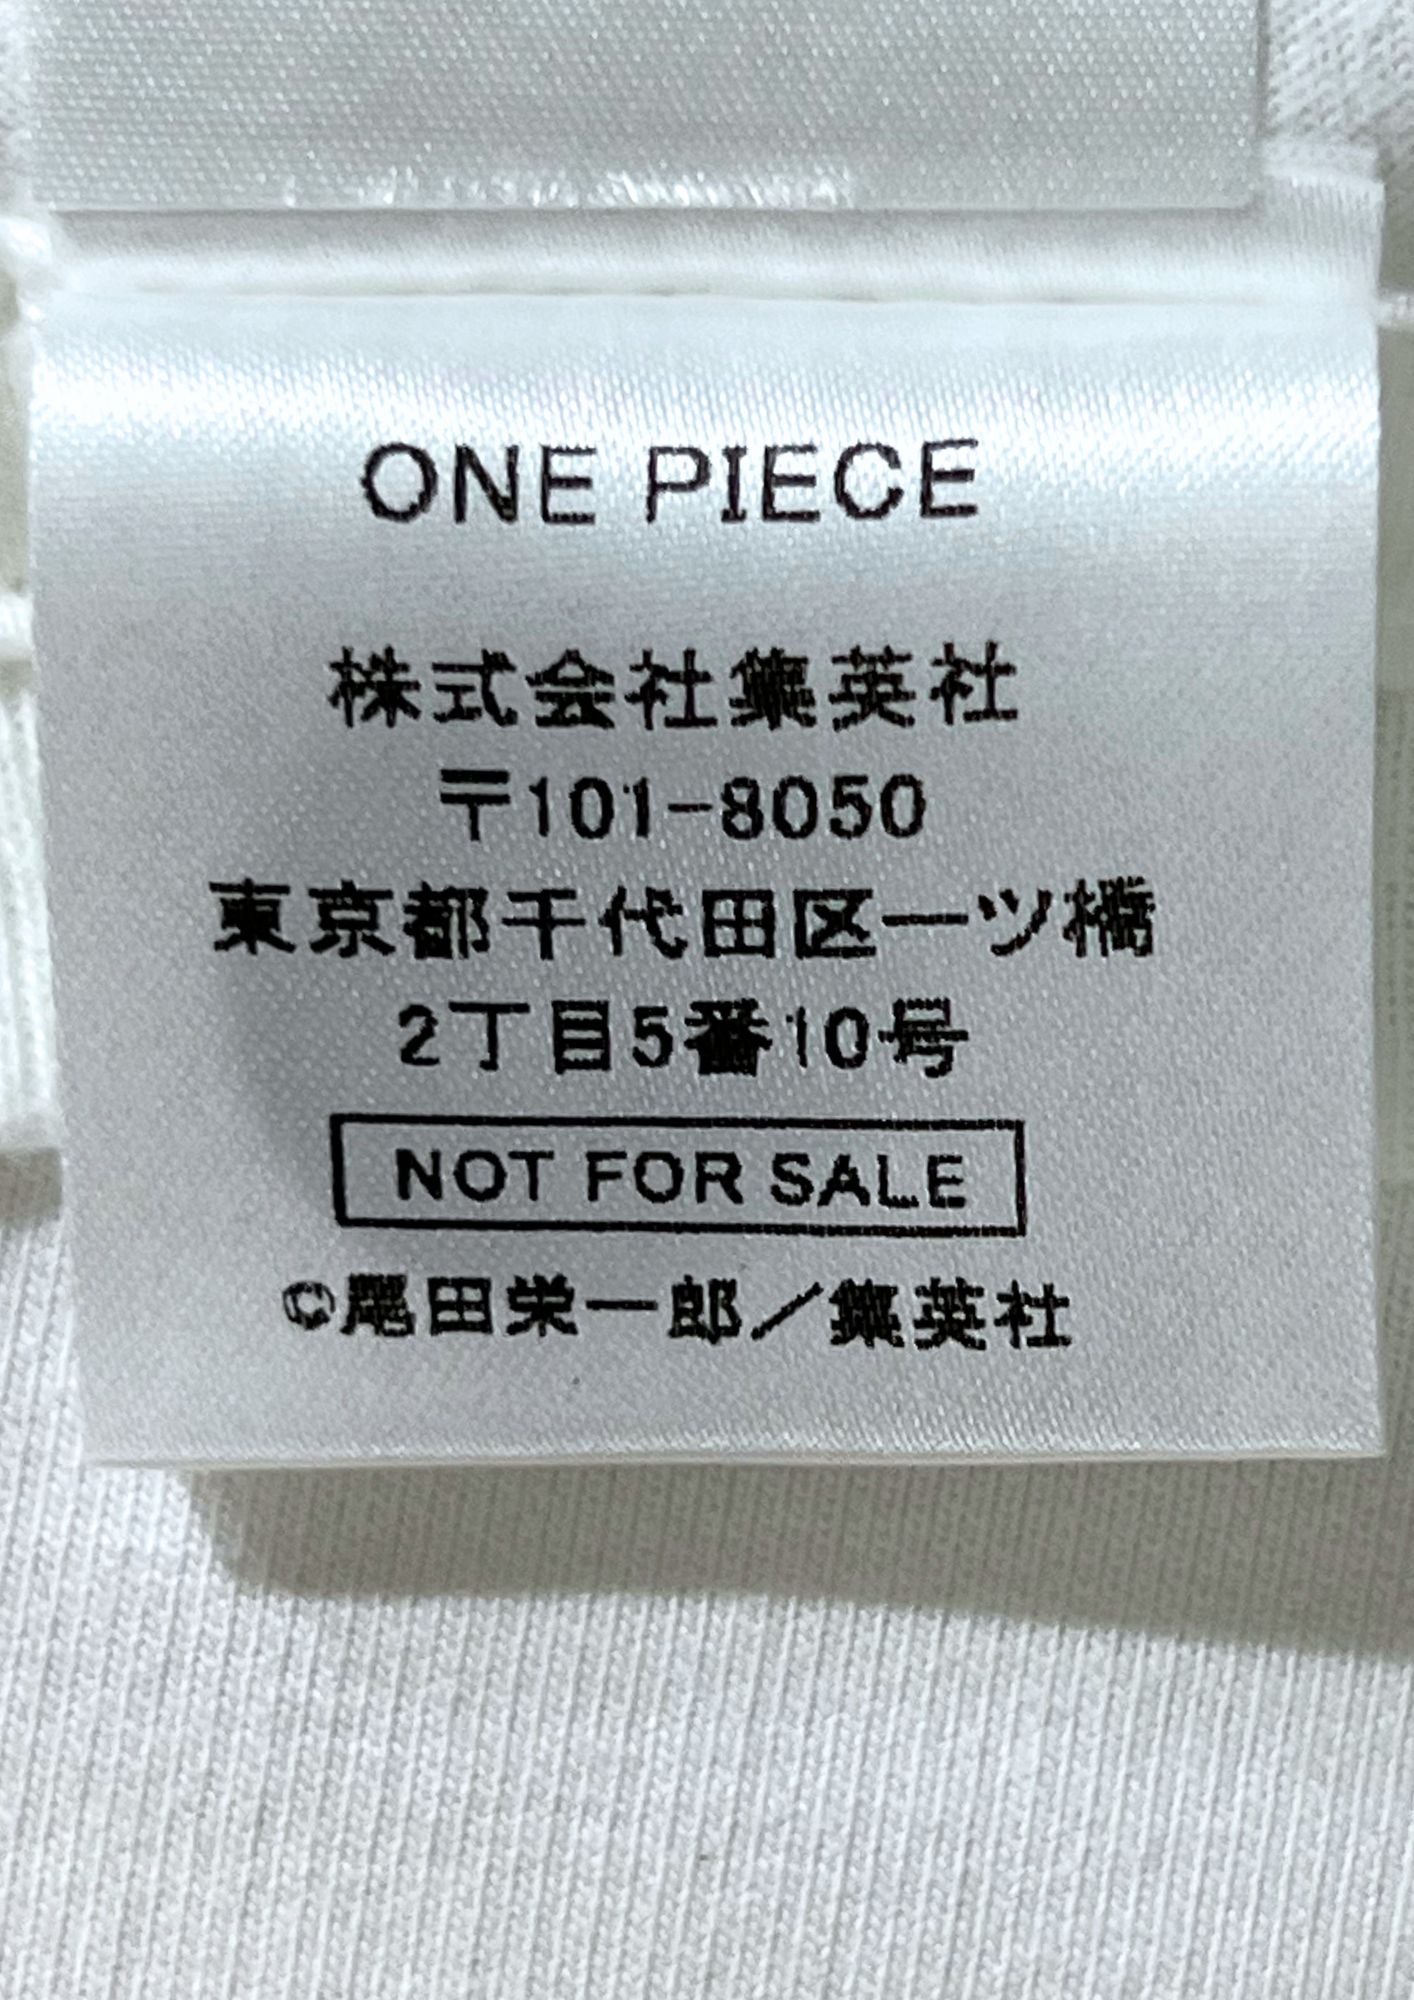 ONE PIECE
株式会社集英社
〒101-8050
東京都千代田区一ツ橋
2丁目5番10号
NOT FOR SALE
©尾田栄一郎／集英社